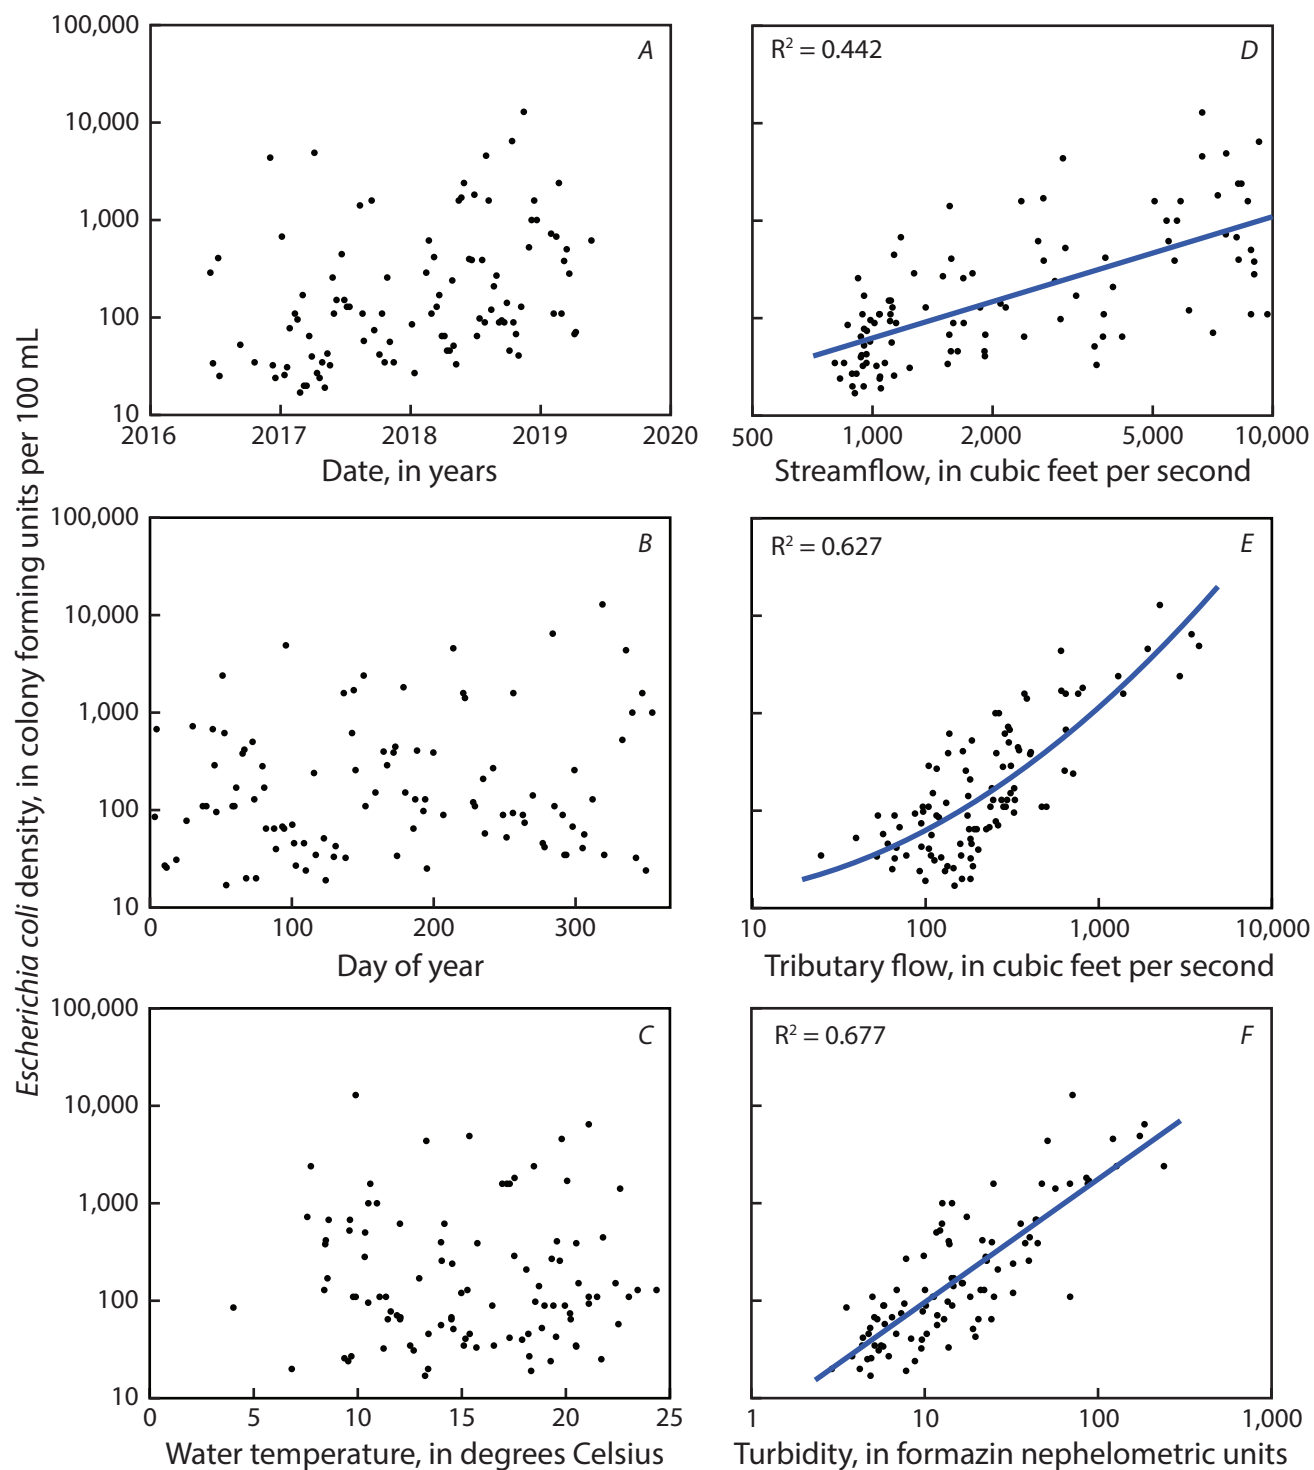 Escherichia coli density, in colony forming units per 100 mL
100,000
10,000
1,000
100
10
A
2016 2017 2018 2019 2020
Date, in years
R² = 0.442
D
500 1,000 2,000 5,000 10,000
Streamflow, in cubic feet per second
100,000
10,000
1,000
100
10
B
0 100 200 300
Day of year
R² = 0.627
E
10 100 1,000 10,000
Tributary flow, in cubic feet per second
100,000
10,000
1,000
100
10
C
0 5 10 15 20 25
Water temperature, in degrees Celsius
R² = 0.677
F
1 10 100 1,000
Turbidity, in formazin nephelometric units